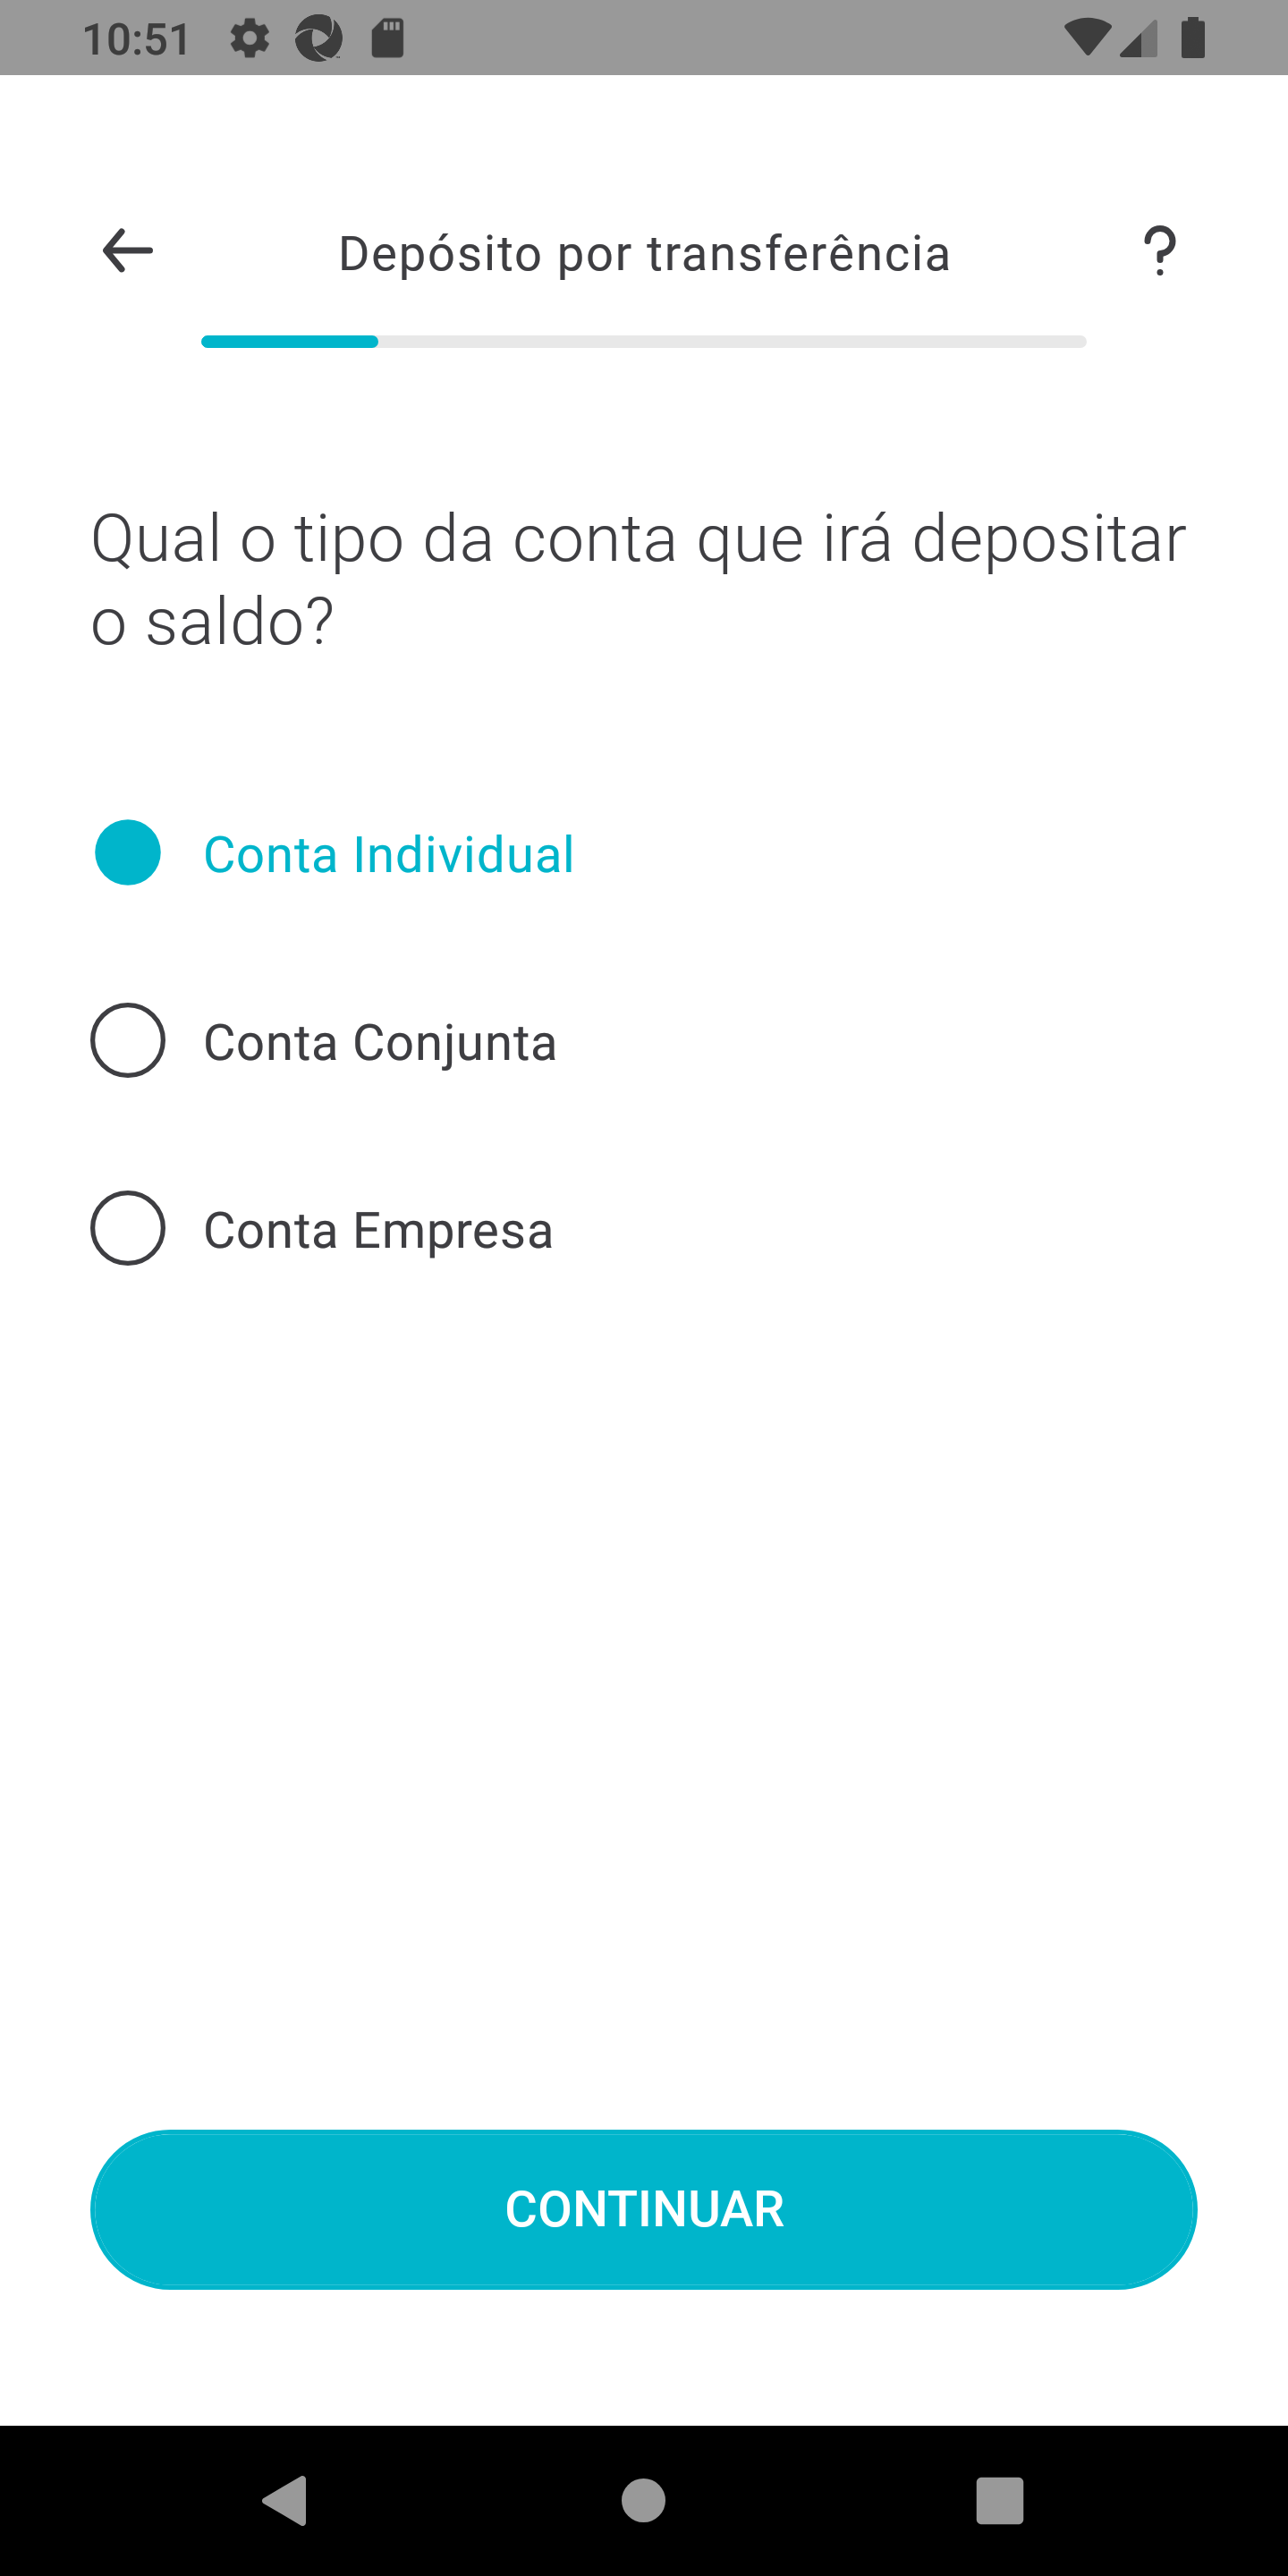 10:51
Depósito por transferência
Qual o tipo da conta que irá depositar
o saldo?
Conta Individual
Conta Conjunta
Conta Empresa
CONTINUAR